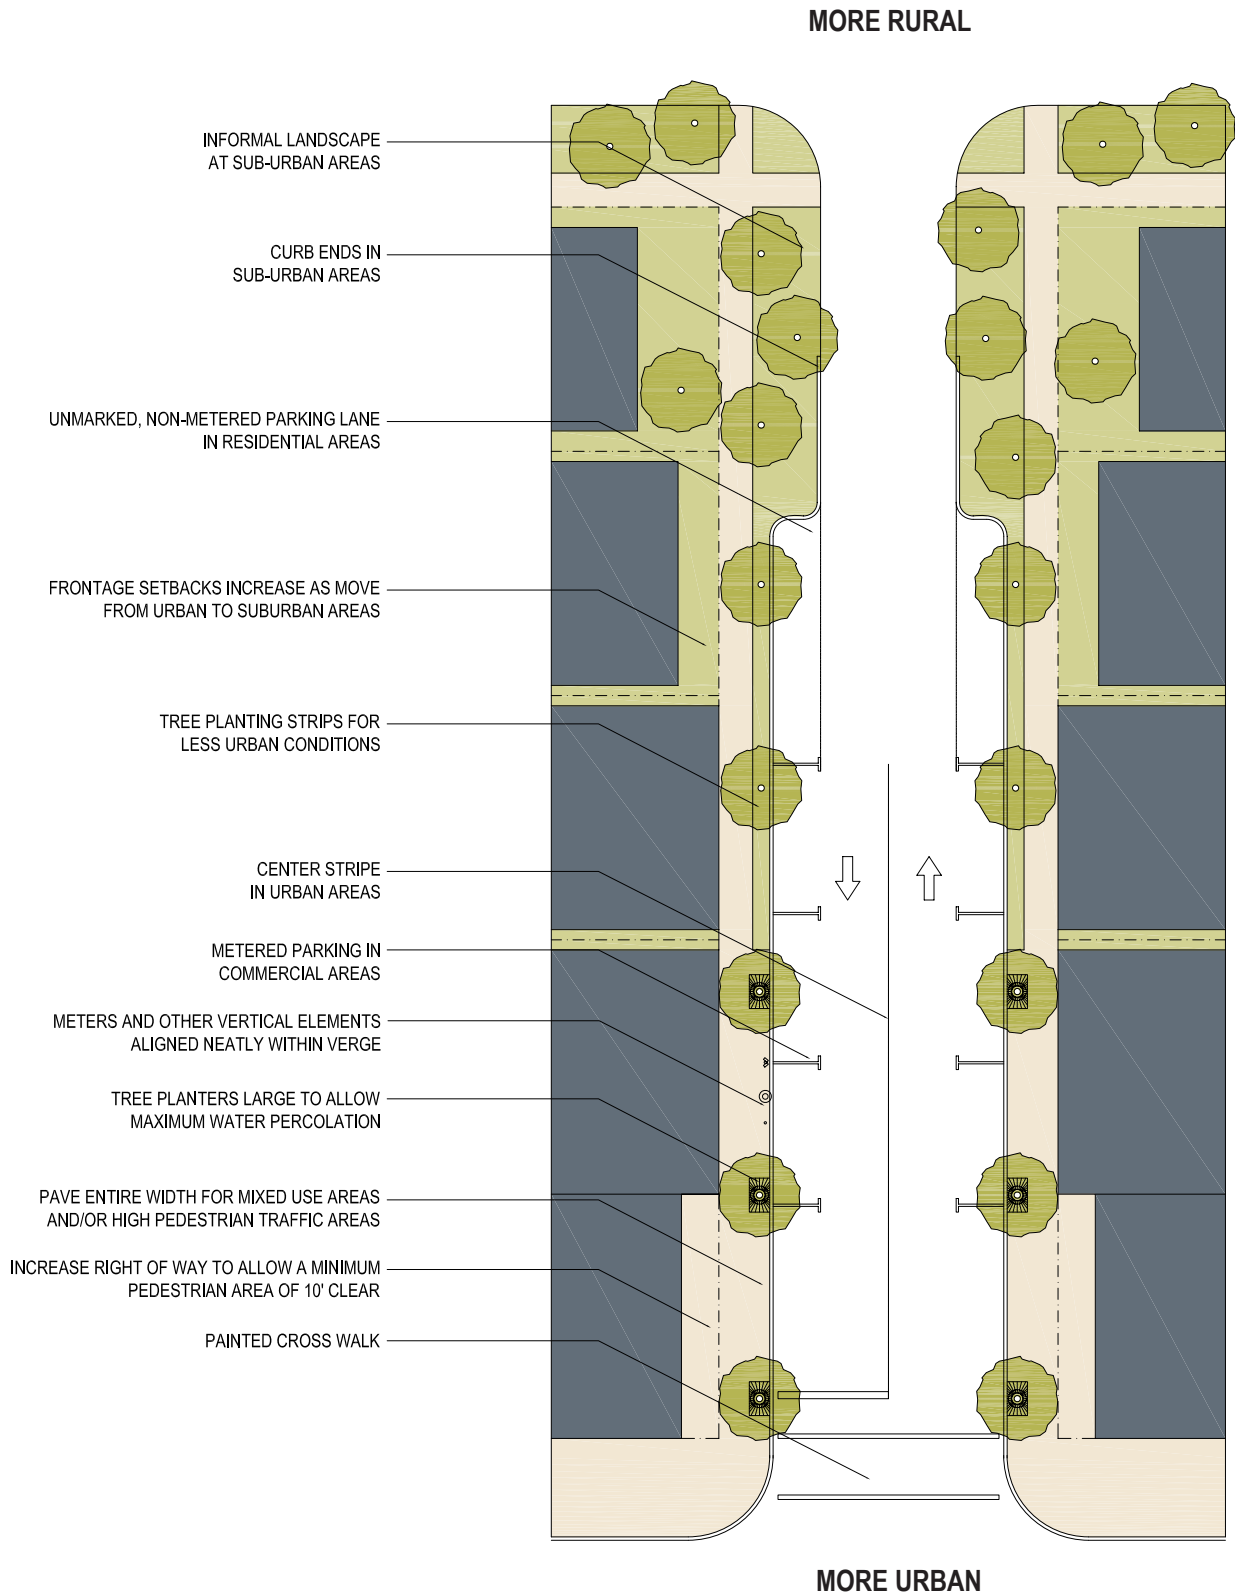 MORE RURAL
INFORMAL LANDSCAPE
AT SUB-URBAN AREAS
CURB ENDS IN
SUB-URBAN AREAS
UNMARKED, NON-METERED PARKING LANE
IN RESIDENTIAL AREAS
FRONTAGE SETBACKS INCREASE AS MOVE
FROM URBAN TO SUBURBAN AREAS
TREE PLANTING STRIPS FOR
LESS URBAN CONDITIONS
CENTER STRIPE
IN URBAN AREAS
METERED PARKING IN
COMMERCIAL AREAS
METERS AND OTHER VERTICAL ELEMENTS
ALIGNED NEATLY WITHIN VERGE
TREE PLANTERS LARGE TO ALLOW
MAXIMUM WATER PERCOLATION
PAVE ENTIRE WIDTH FOR MIXED USE AREAS
AND/OR HIGH PEDESTRIAN TRAFFIC AREAS
INCREASE RIGHT OF WAY TO ALLOW A MINIMUM
PEDESTRIAN AREA OF 10' CLEAR
PAINTED CROSS WALK
MORE URBAN